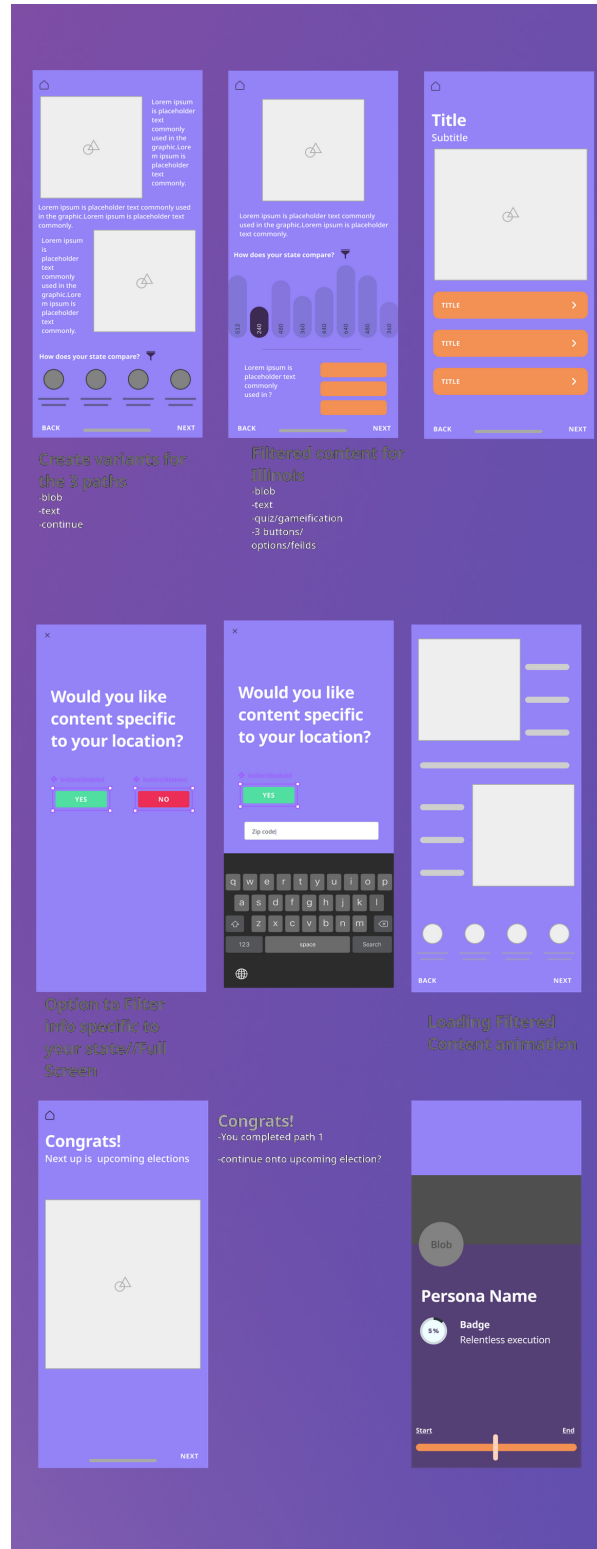 Lorem ipsum
is placeholder
text
commonly
used in the
graphic.Lore
m ipsum is
placeholder
text
commonly.
Lorem ipsum is placeholder text commonly used
in the graphic.Lorem ipsum is placeholder text
commonly.
Lorem ipsum
is
placeholder
text
commonly
used in the
graphic.Lore
m ipsum is
placeholder
text
commonly.
How does your state compare?
BACK
NEXT
Lorem ipsum is placeholder text commonly
used in the graphic.Lorem ipsum is placeholder
text commonly.
How does your state compare?
512
240
480
360
440
640
480
360
Lorem ipsum is
placeholder text
commonly
used in ?
BACK
NEXT
Title
Subtitle
TITLE
TITLE
TITLE
BACK
NEXT
Create variants for
the 3 paths
-blob
-text
-continue
Filtered content for
Illinois
-blob
-text
-quiz/gameification
-3 buttons/
options/feilds
Would you like
content specific
to your location?
YES
NO
Would you like
content specific
to your location?
YES
Zip code
q w e r t y u i o p
a s d f g h j k l
z x c v b n m
123
space
Search
BACK
NEXT
Option to Filter
info specific to
your state//Full
Screen
Loading Filtered
Content animation
Congrats!
Next up is upcoming elections
NEXT
Congrats!
-You completed path 1
-continue onto upcoming election?
Blob
Persona Name
5%
Badge
Relentless execution
Start
End